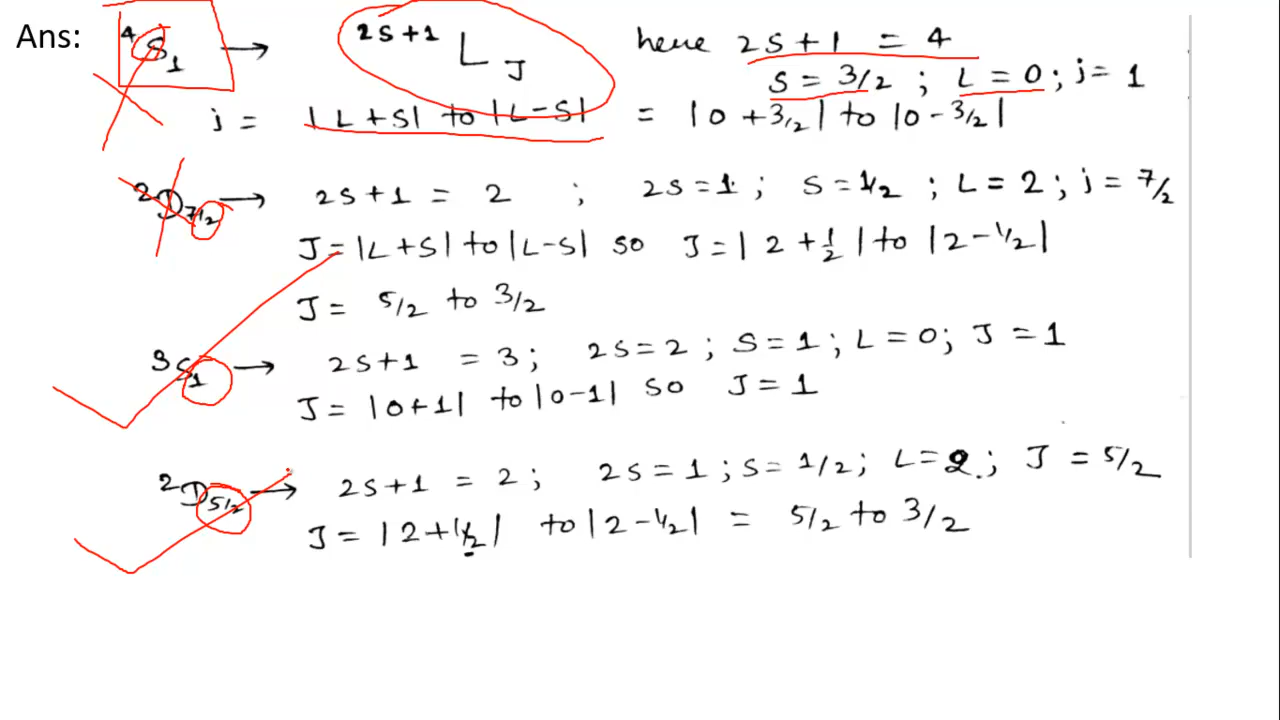 Ans: ⁴S₁ → ²ˢ⁺¹L_J here 2S+1 = 4
S = 3/2 ; L = 0 ; j = 1
j = |L+S| to |L-S| = |0 + 3/2| to |0 - 3/2|
²D₇/₂ → 2S+1 = 2 ; 2S = 1 ; S = 1/2 ; L = 2 ; j = 7/2
J = |L+S| to |L-S| so J = |2 + 1/2| to |2 - 1/2|
J = 5/2 to 3/2
³S₁ → 2S+1 = 3 ; 2S = 2 ; S = 1 ; L = 0 ; J = 1
J = |0+1| to |0-1| so J = 1
²D₅/₂ → 2S+1 = 2 ; 2S = 1 ; S = 1/2 ; L = 2 ; J = 5/2
J = |2 + 1/2| to |2 - 1/2| = 5/2 to 3/2